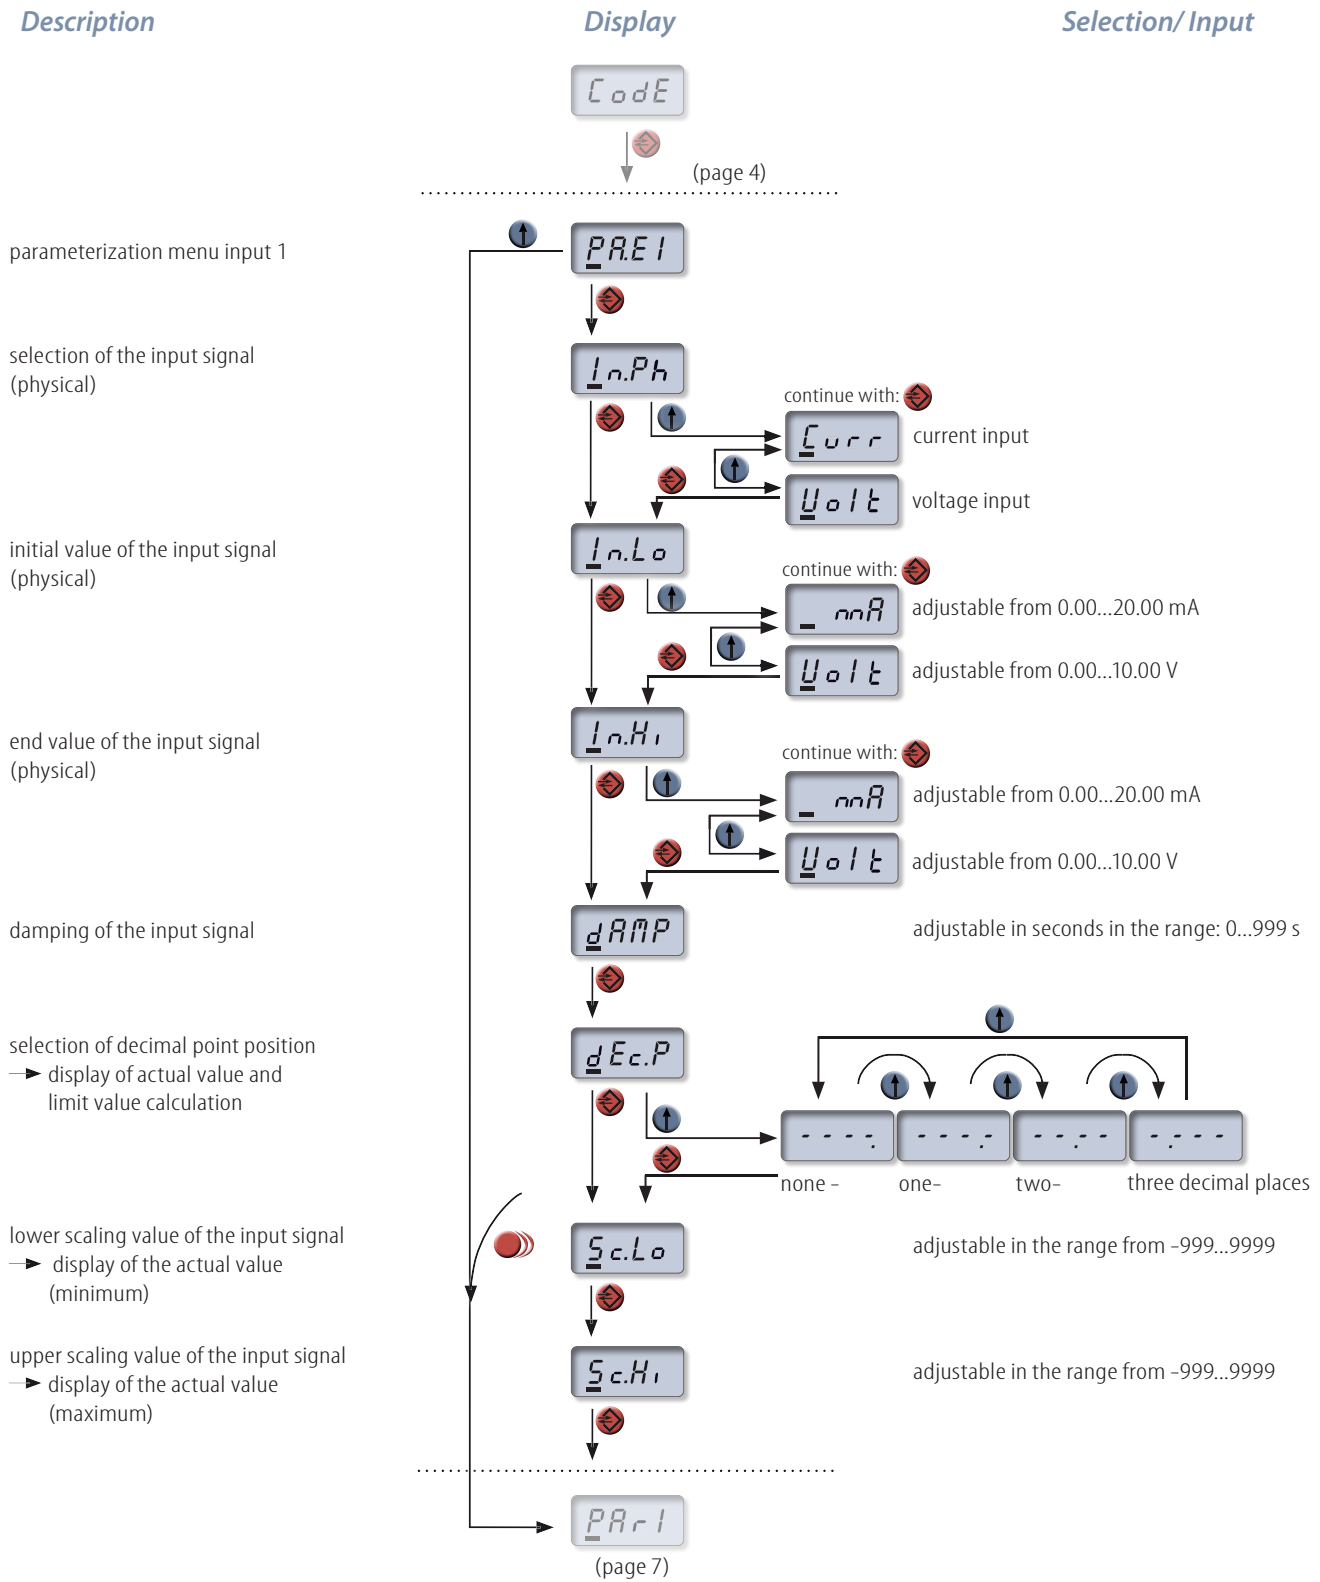 Description Display Selection/ Input
CodE
(page 4)
parameterization menu input 1
PA.E1
selection of the input signal
(physical)
In.Ph
continue with:
Curr current input
Volt voltage input
initial value of the input signal
(physical)
In.Lo
continue with:
mA adjustable from 0.00...20.00 mA
Volt adjustable from 0.00...10.00 V
end value of the input signal
(physical)
In.Hi
continue with:
mA adjustable from 0.00...20.00 mA
Volt adjustable from 0.00...10.00 V
damping of the input signal
dAMP
adjustable in seconds in the range: 0...999 s
selection of decimal point position
display of actual value and
limit value calculation
dEc.P
- - - -. - - -.- - -.- - -.- - -
none – one– two– three decimal places
lower scaling value of the input signal
display of the actual value
(minimum)
Sc.Lo
adjustable in the range from –999...9999
upper scaling value of the input signal
display of the actual value
(maximum)
Sc.Hi
adjustable in the range from –999...9999
PAr1
(page 7)